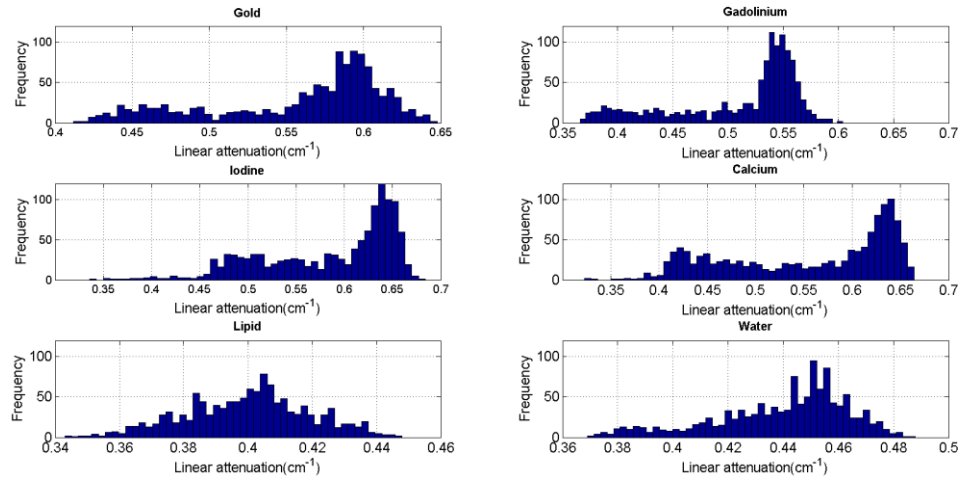 Gold
Frequency
100
50
0
0.4 0.45 0.5 0.55 0.6 0.65
Linear attenuation(cm⁻¹)
Gadolinium
Frequency
100
50
0
0.35 0.4 0.45 0.5 0.55 0.6 0.65 0.7
Linear attenuation(cm⁻¹)
Iodine
Frequency
100
50
0
0.35 0.4 0.45 0.5 0.55 0.6 0.65 0.7
Linear attenuation(cm⁻¹)
Calcium
Frequency
100
50
0
0.35 0.4 0.45 0.5 0.55 0.6 0.65 0.7
Linear attenuation(cm⁻¹)
Lipid
Frequency
100
50
0
0.34 0.36 0.38 0.4 0.42 0.44 0.46
Linear attenuation(cm⁻¹)
Water
Frequency
100
50
0
0.36 0.38 0.4 0.42 0.44 0.46 0.48 0.5
Linear attenuation(cm⁻¹)